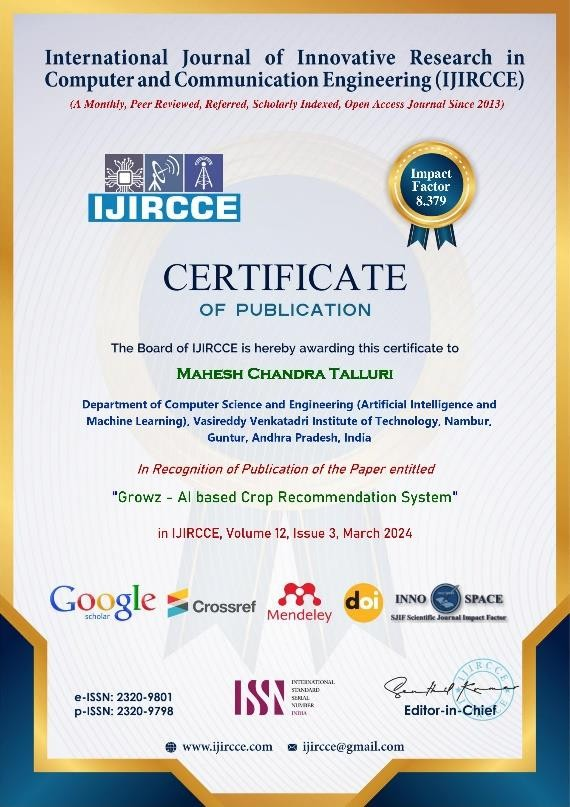 International Journal of Innovative Research in
Computer and Communication Engineering (IJIRCCE)
(A Monthly, Peer Reviewed, Referred, Scholarly Indexed, Open Access Journal Since 2013)
IJIRCCE
Impact
Factor
8.379
CERTIFICATE
OF PUBLICATION
The Board of IJIRCCE is hereby awarding this certificate to
MAHESH CHANDRA TALLURI
Department of Computer Science and Engineering (Artificial Intelligence and
Machine Learning), Vasireddy Venkatadri Institute of Technology, Nambur,
Guntur, Andhra Pradesh, India
In Recognition of Publication of the Paper entitled
"Growz - AI based Crop Recommendation System"
in IJIRCCE, Volume 12, Issue 3, March 2024
Google
scholar
Crossref
Mendeley
doi
INNO SPACE
SJIF Scientific Journal Impact Factor
e-ISSN: 2320-9801
p-ISSN: 2320-9798
ISSN
INTERNATIONAL
STANDARD
SERIAL
NUMBER
INDIA
IJIRCCE
Editor-in-Chief
www.ijircce.com ijircce@gmail.com